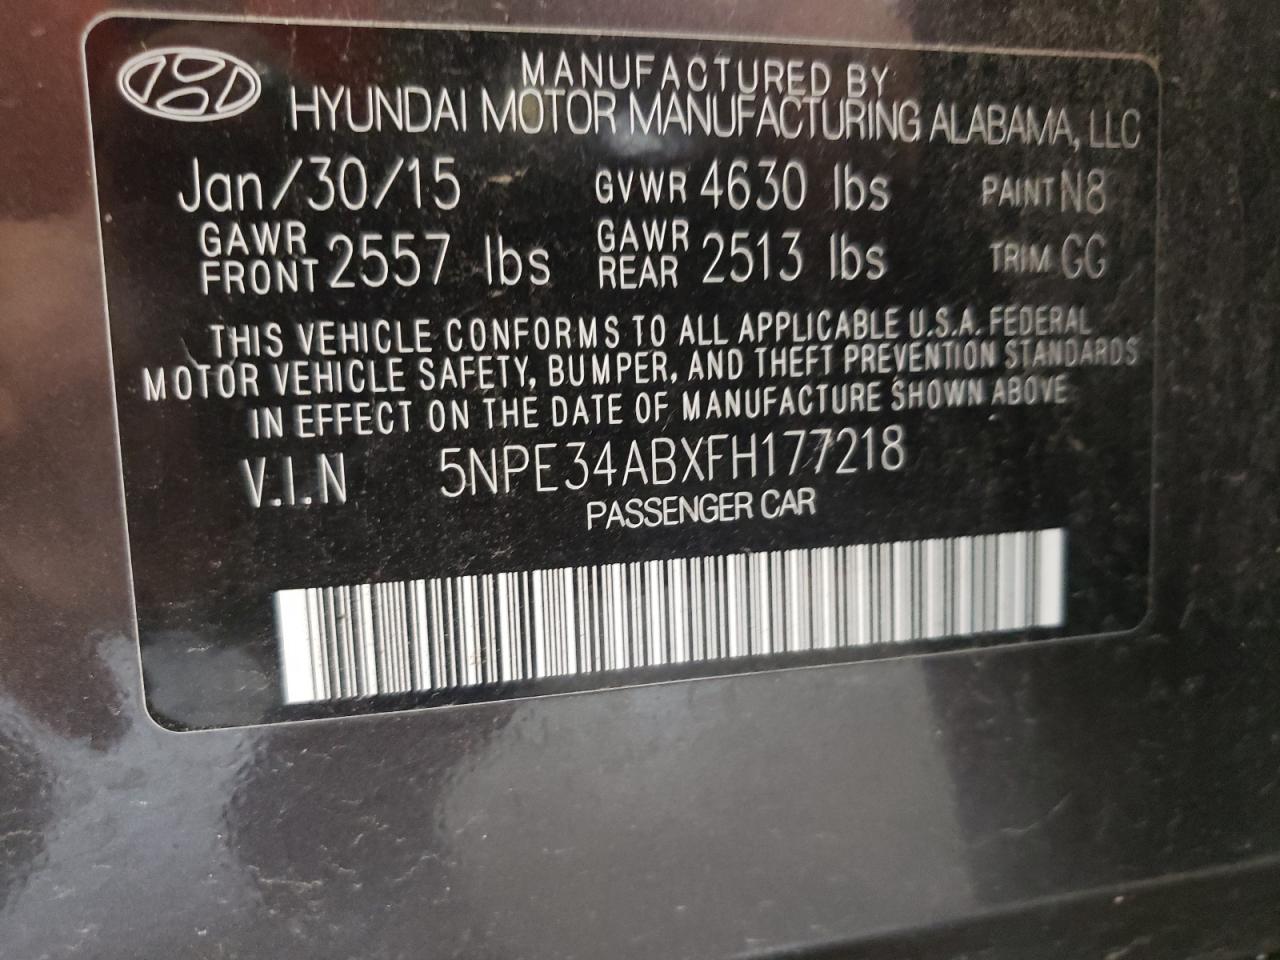 MANUFACTURED BY
HYUNDAI MOTOR MANUFACTURING ALABAMA, LLC
Jan/30/15 GVWR 4630 lbs PAINT N8
GAWR FRONT 2557 lbs GAWR REAR 2513 lbs TRIM GG
THIS VEHICLE CONFORMS TO ALL APPLICABLE U.S.A. FEDERAL
MOTOR VEHICLE SAFETY, BUMPER, AND THEFT PREVENTION STANDARDS
IN EFFECT ON THE DATE OF MANUFACTURE SHOWN ABOVE
V.I.N 5NPE34ABXFH177218
PASSENGER CAR